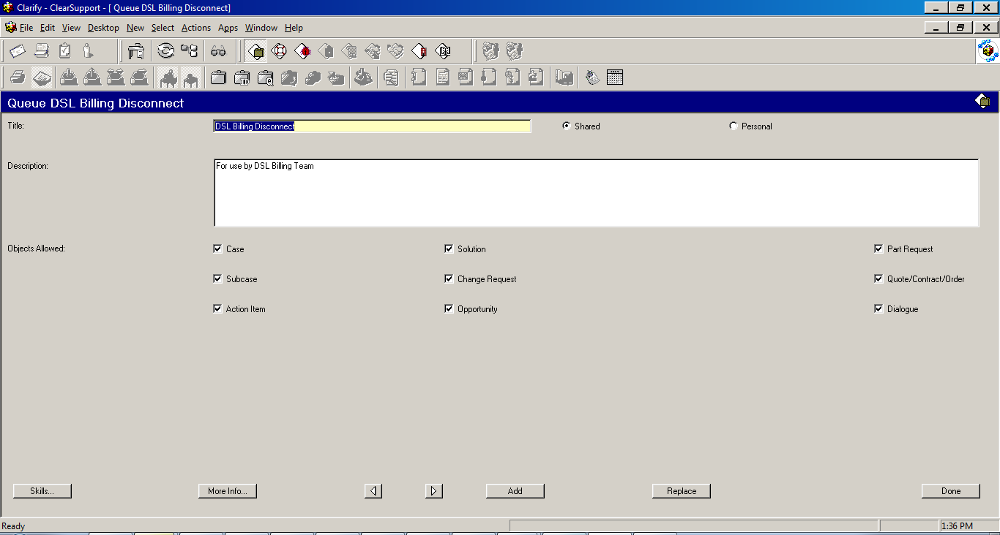 Clarify - ClearSupport - [ Queue DSL Billing Disconnect]
File Edit View Desktop New Select Actions Apps Window Help
Queue DSL Billing Disconnect
Title: DSL Billing Disconnect Shared Personal
Description: For use by DSL Billing Team
Objects Allowed: Case Solution Part Request
Subcase Change Request Quote/Contract/Order
Action Item Opportunity Dialogue
Skills... More Info... Add Replace Done
Ready 1:36 PM